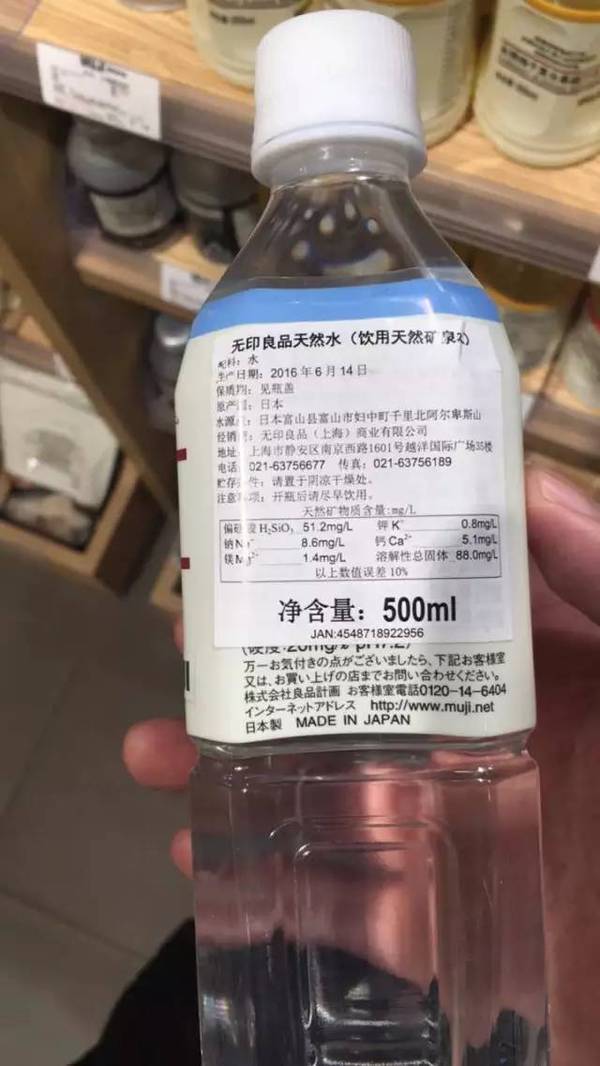 无印良品天然水（饮用天然矿泉水）
配料：水
生产日期：2016年6月14日
保质期：见瓶盖
原产国：日本
水源：日本富山县富山市妇中町千里北阿尔卑斯山
经销商：无印良品（上海）商业有限公司
地址：上海市静安区南京西路1601号越洋国际广场35楼
电话：021-63756677 传真：021-63756189
贮存条件：请置于阴凉干燥处。
注意事项：开瓶后请尽早饮用。
天然矿物质含量：mg/L
偏硅酸H₂SiO₃ 51.2mg/L 钾K⁺ 0.8mg/L
钠Na⁺ 8.6mg/L 钙Ca²⁺ 5.1mg/L
镁Mg²⁺ 1.4mg/L 溶解性总固体 88.0mg/L
以上数值误差10%
净含量：500ml
JAN:4548718922956
万一お気付きの点がございましたら、下記お客様室
又は、お買い上げの店までお問い合わせください。
株式会社良品計画 お客様室電話0120-14-6404
インターネットアドレス http://www.muji.net
日本製 MADE IN JAPAN